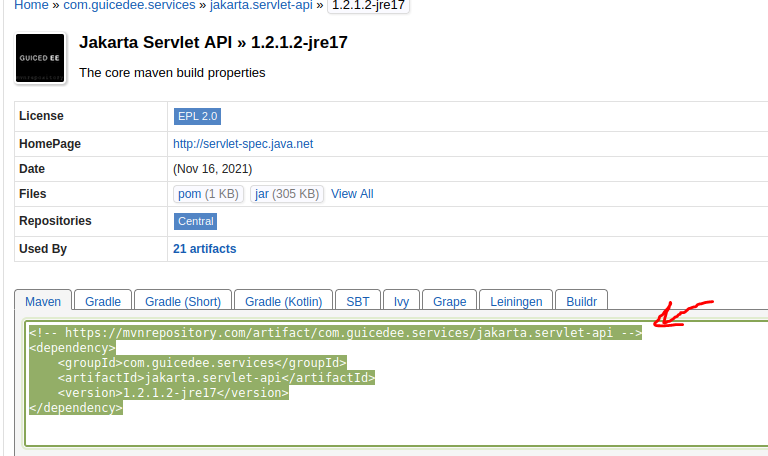 Home » com.guicedee.services » jakarta.servlet-api » 1.2.1.2-jre17
GUICED EE
Jakarta Servlet API » 1.2.1.2-jre17
The core maven build properties
License EPL 2.0
HomePage http://servlet-spec.java.net
Date (Nov 16, 2021)
Files pom (1 KB) jar (305 KB) View All
Repositories Central
Used By 21 artifacts
Maven Gradle Gradle (Short) Gradle (Kotlin) SBT Ivy Grape Leiningen Buildr
<!-- https://mvnrepository.com/artifact/com.guicedee.services/jakarta.servlet-api -->
<dependency>
    <groupId>com.guicedee.services</groupId>
    <artifactId>jakarta.servlet-api</artifactId>
    <version>1.2.1.2-jre17</version>
</dependency>